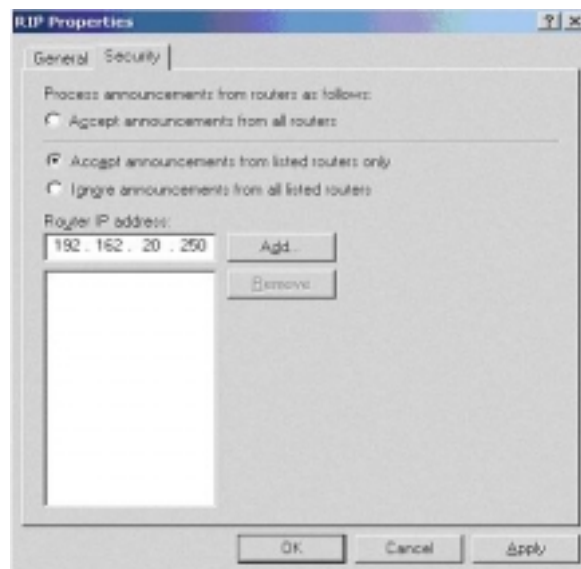 RIP Properties
General Security
Process announcements from routers as follows:
Accept announcements from all routers
Accept announcements from listed routers only
Ignore announcements from all listed routers
Router IP address:
192 . 162 . 20 . 250 Add...
Remove
OK Cancel Apply